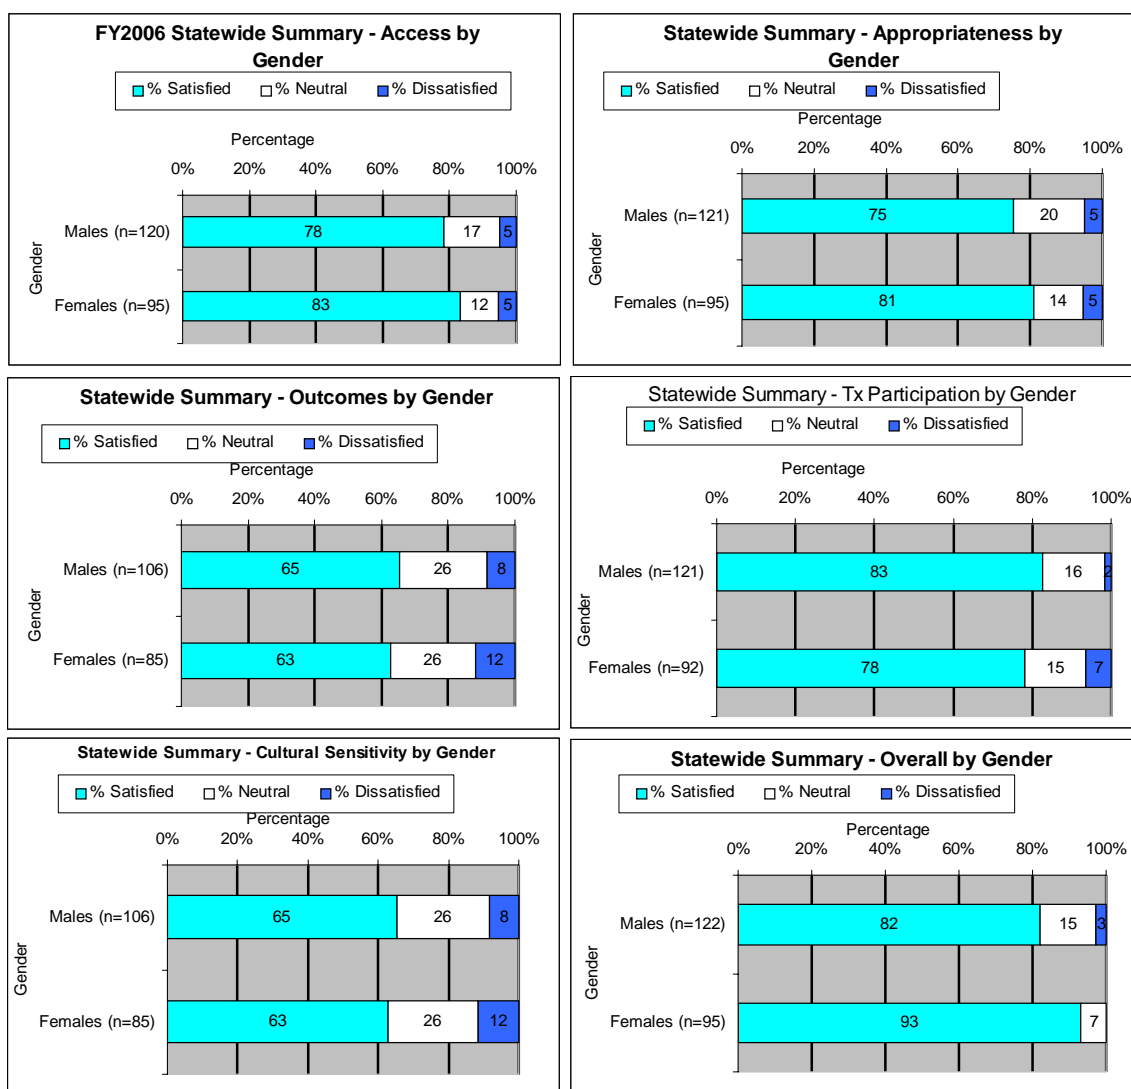 FY2006 Statewide Summary - Access by
Gender
% Satisfied % Neutral % Dissatisfied
Percentage
0% 20% 40% 60% 80% 100%
Males (n=120) 78 17 5
Gender
Females (n=95) 83 12 5
Statewide Summary - Appropriateness by
Gender
% Satisfied % Neutral % Dissatisfied
Percentage
0% 20% 40% 60% 80% 100%
Males (n=121) 75 20 5
Gender
Females (n=95) 81 14 5
Statewide Summary - Outcomes by Gender
% Satisfied % Neutral % Dissatisfied
Percentage
0% 20% 40% 60% 80% 100%
Males (n=106) 65 26 8
Gender
Females (n=85) 63 26 12
Statewide Summary - Tx Participation by Gender
% Satisfied % Neutral % Dissatisfied
Percentage
0% 20% 40% 60% 80% 100%
Males (n=121) 83 16 2
Gender
Females (n=92) 78 15 7
Statewide Summary - Cultural Sensitivity by Gender
% Satisfied % Neutral % Dissatisfied
Percentage
0% 20% 40% 60% 80% 100%
Males (n=106) 65 26 8
Gender
Females (n=85) 63 26 12
Statewide Summary - Overall by Gender
% Satisfied % Neutral % Dissatisfied
Percentage
0% 20% 40% 60% 80% 100%
Males (n=122) 82 15 3
Gender
Females (n=95) 93 7